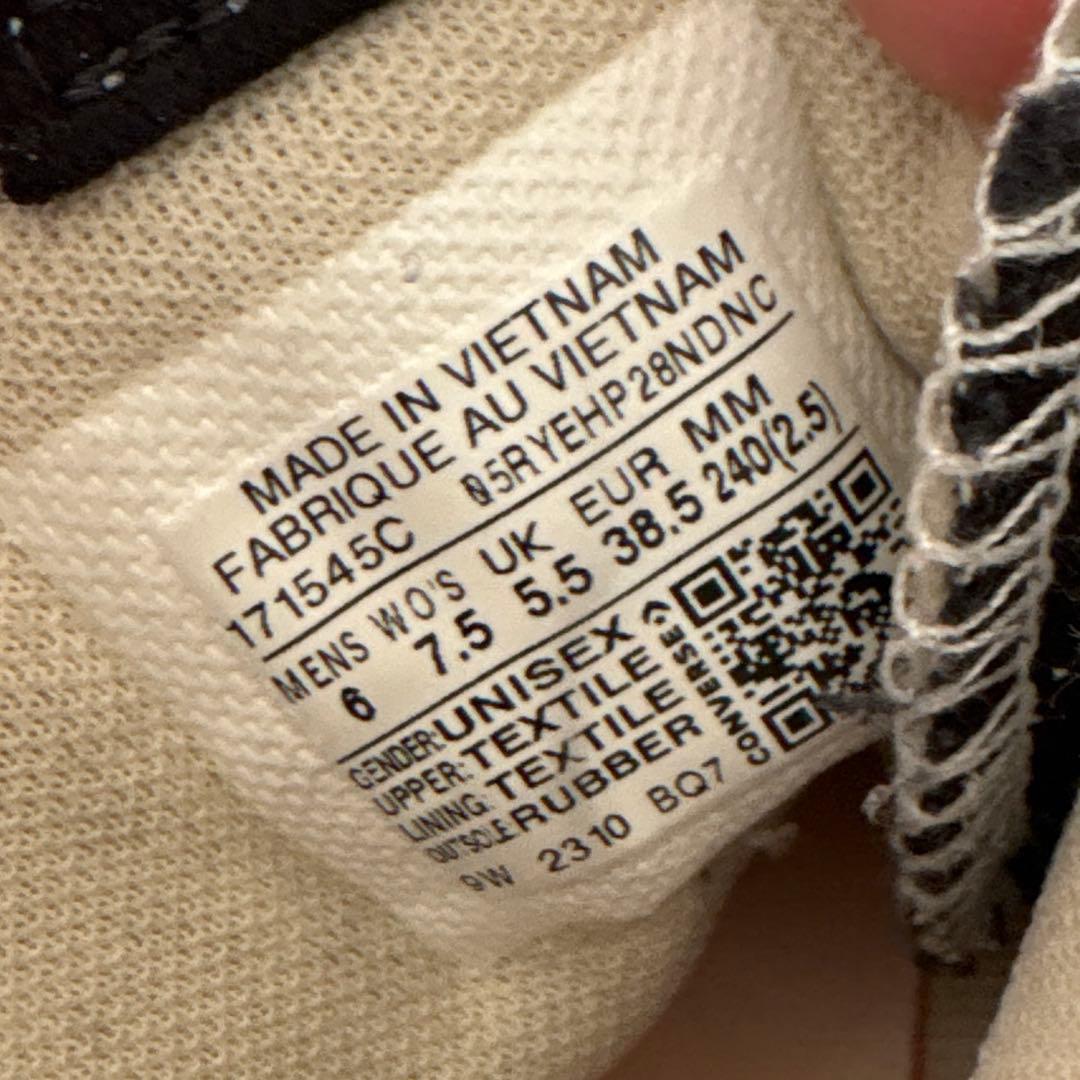 MADE IN VIETNAM
FABRIQUE AU VIETNAM
171545C 05RYEHP28NDNC
MENS WO'S UK EUR MM
6 7.5 5.5 38.5 240(2.5)
GENDER: UNISEX
UPPER: TEXTILE
LINING: TEXTILE
OUTSOLE RUBBER
9W 2310 BQ7
CONVERSE